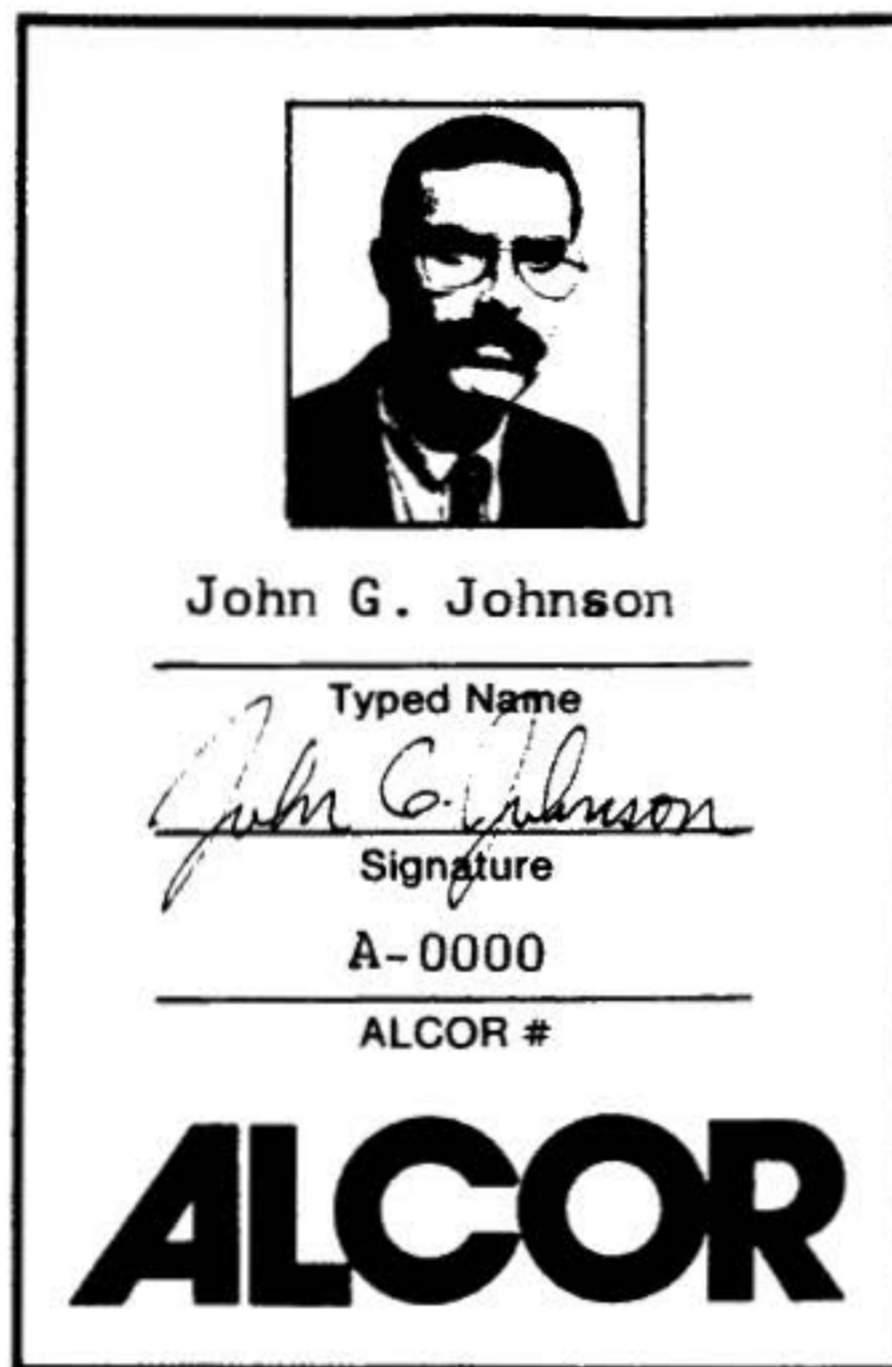 John G. Johnson
Typed Name
John G. Johnson
Signature
A-0000
ALCOR #
ALCOR